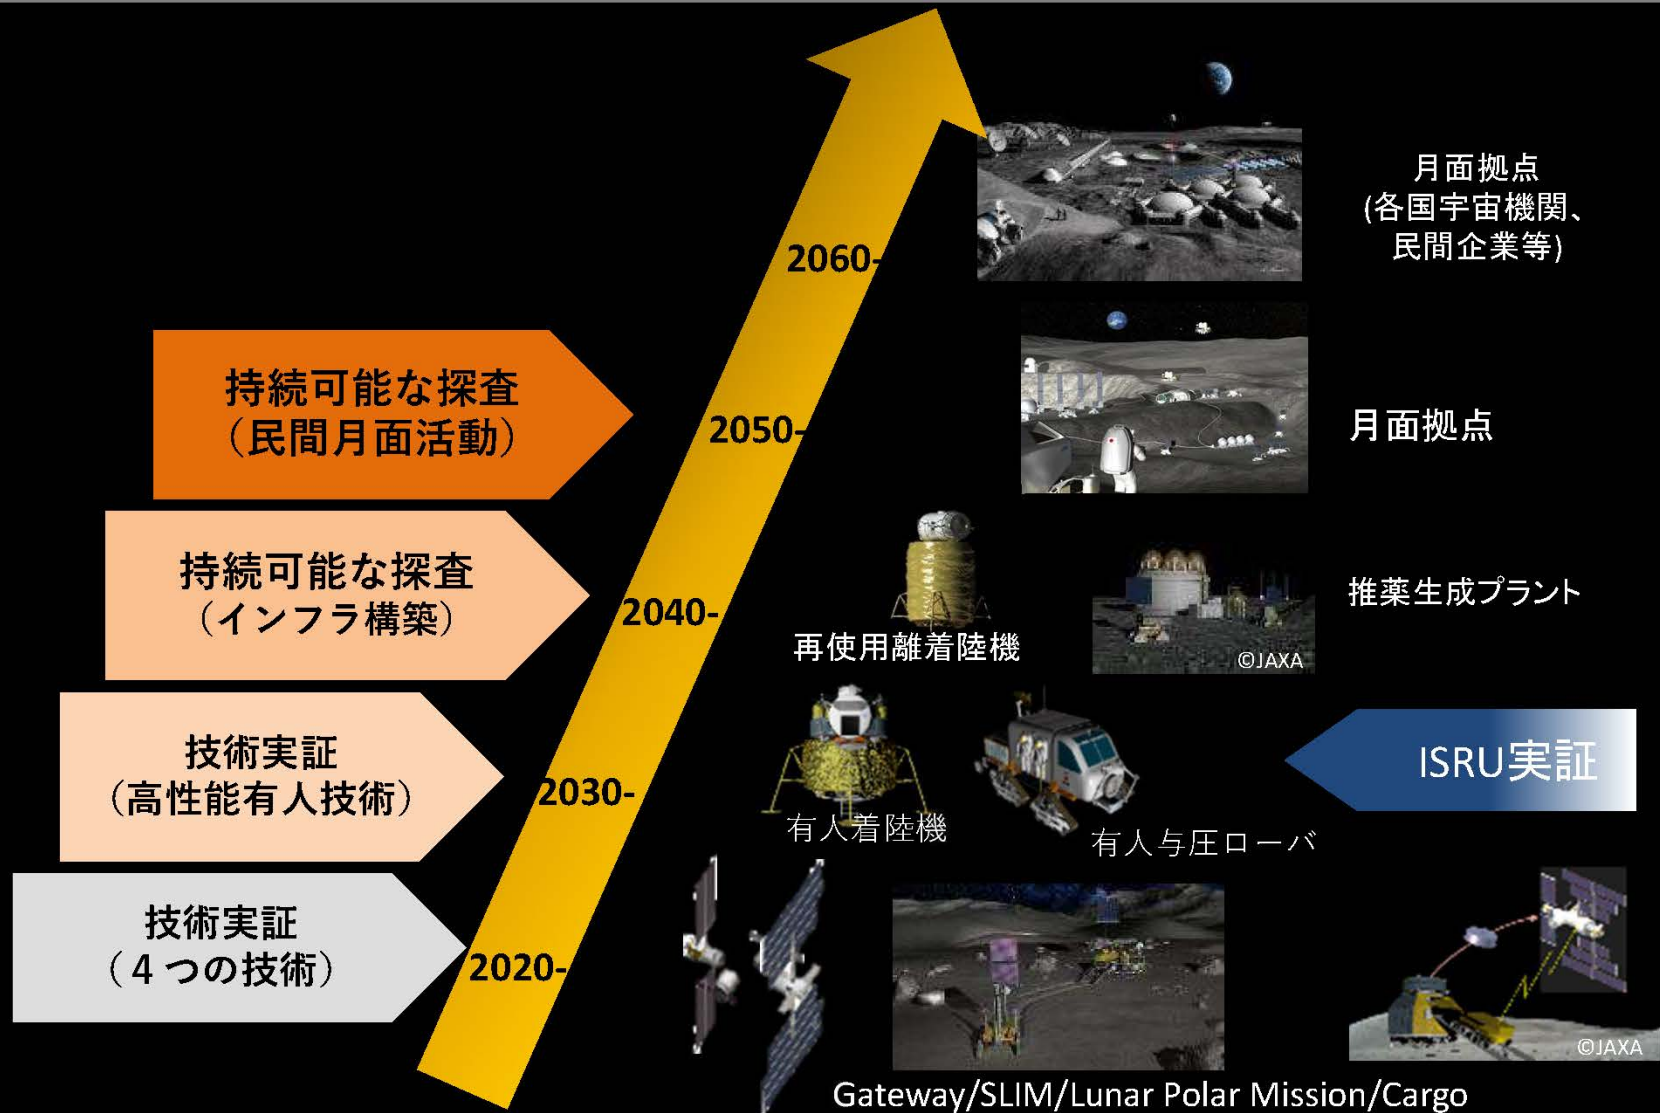 月面拠点
(各国宇宙機関、
民間企業等)
2060-
持続可能な探査
（民間月面活動）
2050-
月面拠点
持続可能な探査
（インフラ構築）
2040-
再使用離着陸機
推薬生成プラント
©JAXA
技術実証
（高性能有人技術）
2030-
有人着陸機
有人与圧ローバ
ISRU実証
技術実証
（４つの技術）
2020-
©JAXA
Gateway/SLIM/Lunar Polar Mission/Cargo